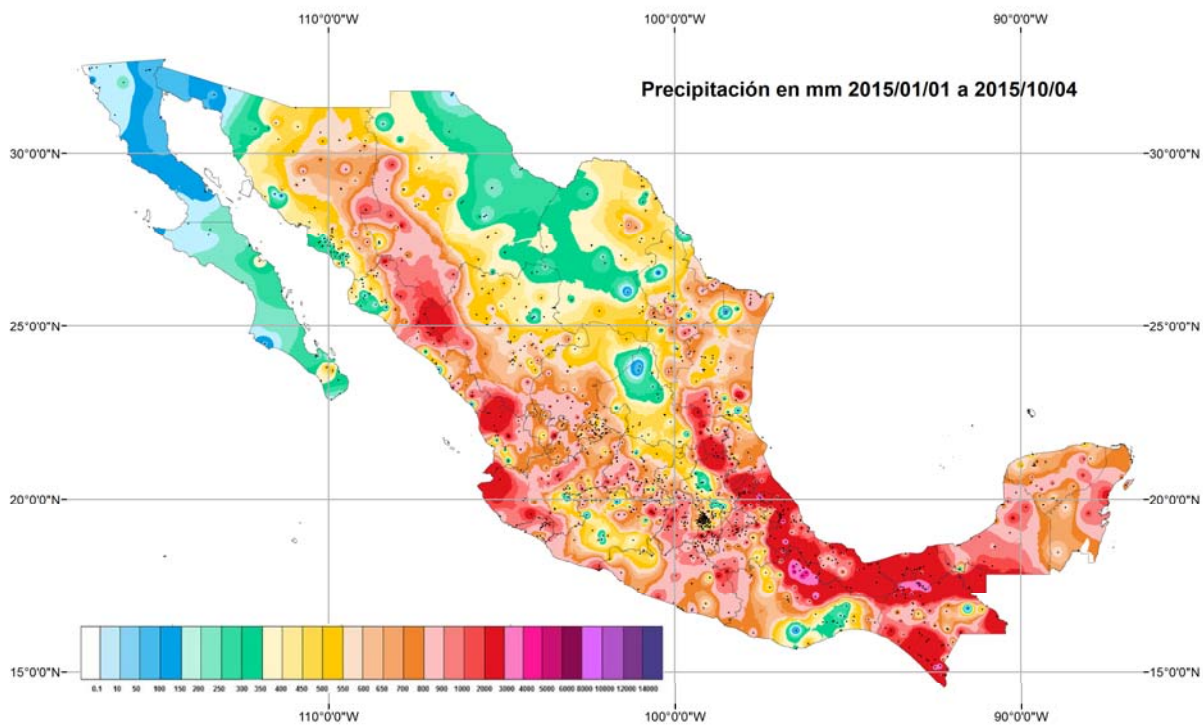 110°0'0"W 100°0'0"W 90°0'0"W
Precipitación en mm 2015/01/01 a 2015/10/04
30°0'0"N 30°0'0"N
25°0'0"N 25°0'0"N
20°0'0"N 20°0'0"N
15°0'0"N 15°0'0"N
0.1 10 50 100 150 200 250 300 350 400 450 500 550 600 650 700 800 900 1000 2000 3000 4000 5000 6000 8000 10000 12000 14000
110°0'0"W 100°0'0"W 90°0'0"W